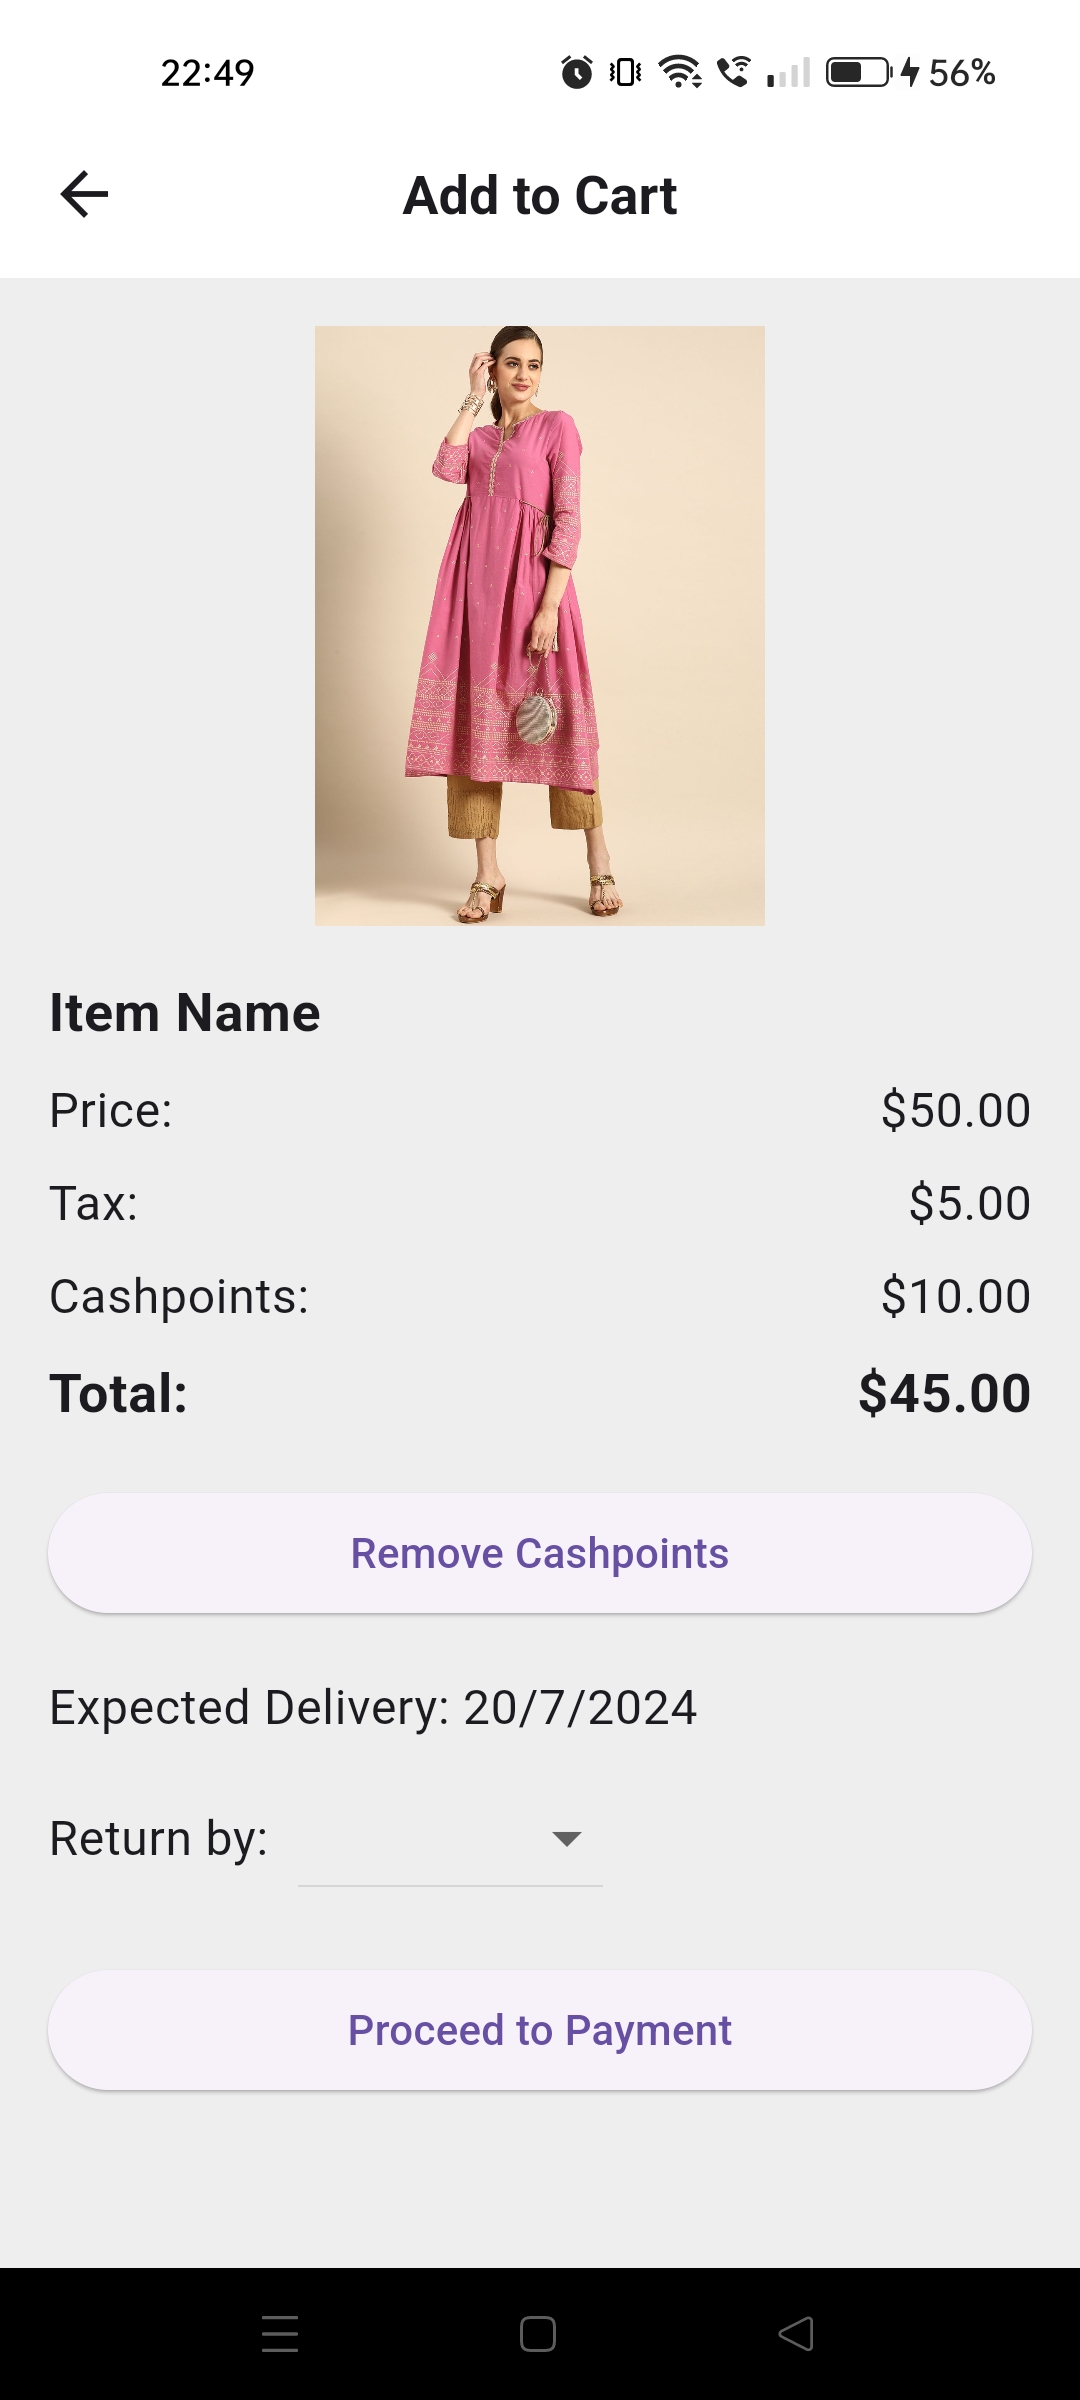 22:49 56%
Add to Cart
Item Name
Price: $50.00
Tax: $5.00
Cashpoints: $10.00
Total: $45.00
Remove Cashpoints
Expected Delivery: 20/7/2024
Return by:
Proceed to Payment